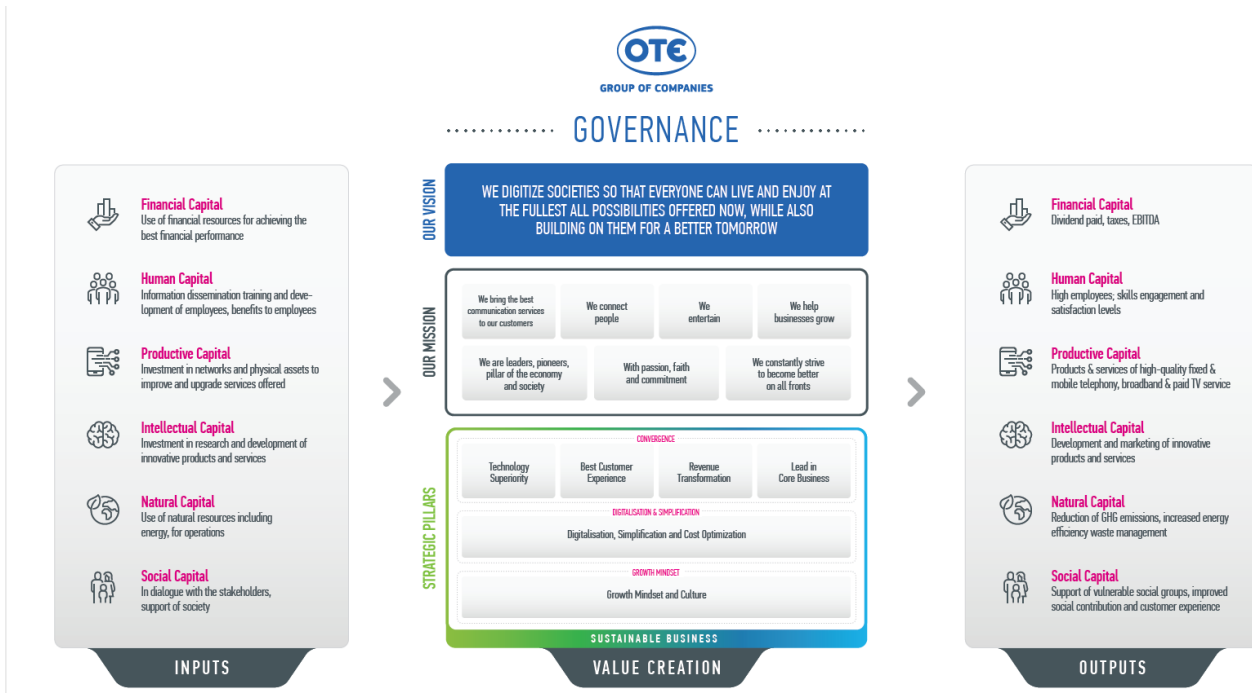 OTE
GROUP OF COMPANIES
GOVERNANCE
Financial Capital
Use of financial resources for achieving the
best financial performance
Human Capital
Information dissemination training and deve-
lopment of employees, benefits to employees
Productive Capital
Investment in networks and physical assets to
improve and upgrade services offered
Intellectual Capital
Investment in research and development of
innovative products and services
Natural Capital
Use of natural resources including
energy, for operations
Social Capital
In dialogue with the stakeholders,
support of society
INPUTS
OUR VISION
WE DIGITIZE SOCIETIES SO THAT EVERYONE CAN LIVE AND ENJOY AT
THE FULLEST ALL POSSIBILITIES OFFERED NOW, WHILE ALSO
BUILDING ON THEM FOR A BETTER TOMORROW
OUR MISSION
We bring the best
communication services
to our customers
We connect
people
We
entertain
We help
businesses grow
We are leaders, pioneers,
pillar of the economy
and society
With passion, faith
and commitment
We constantly strive
to become better
on all fronts
STRATEGIC PILLARS
CONVERGENCE
Technology
Superiority
Best Customer
Experience
Revenue
Transformation
Lead in
Core Business
DIGITALISATION & SIMPLIFICATION
Digitalisation, Simplification and Cost Optimization
GROWTH MINDSET
Growth Mindset and Culture
SUSTAINABLE BUSINESS
VALUE CREATION
Financial Capital
Dividend paid, taxes, EBITDA
Human Capital
High employees; skills engagement and
satisfaction levels
Productive Capital
Products & services of high-quality fixed &
mobile telephony, broadband & paid TV service
Intellectual Capital
Development and marketing of innovative
products and services
Natural Capital
Reduction of GHG emissions, increased energy
efficiency waste management
Social Capital
Support of vulnerable social groups, improved
social contribution and customer experience
OUTPUTS